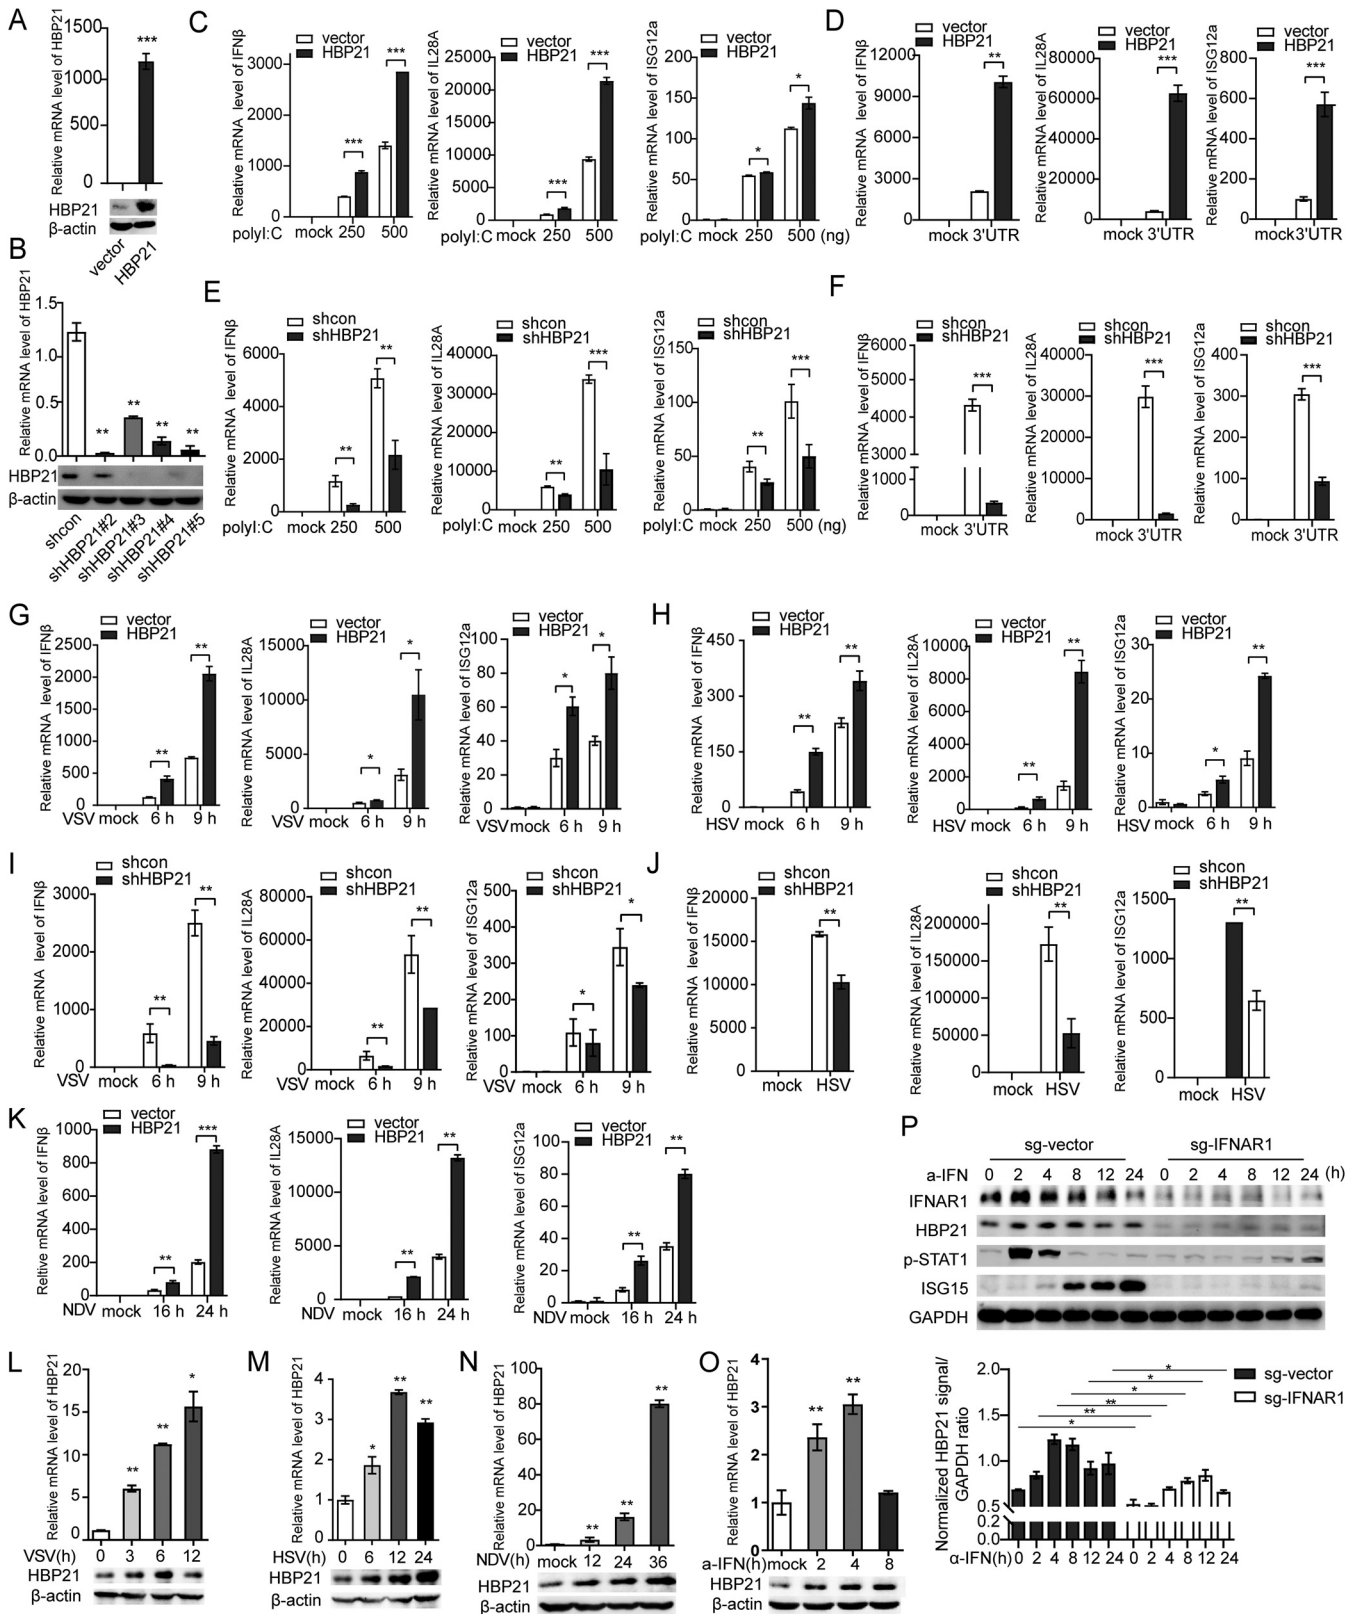 A
Relative mRNA level of HBP21
1500
1000
500
0
***
HBP21
β-actin
vector
HBP21
B
Relative mRNA level of HBP21
1.5
1.0
0.5
0.0
**
**
**
**
HBP21
β-actin
shcon
shHBP21#2
shHBP21#3
shHBP21#4
shHBP21#5
C
vector
HBP21
Relative mRNA level of IFNβ
3000
2000
1000
0
***
***
polyI:C mock 250 500
vector
HBP21
Relative mRNA level of IL28A
25000
20000
15000
10000
5000
0
***
***
polyI:C mock 250 500
vector
HBP21
Relative mRNA level of ISG12a
200
150
100
50
0
*
*
polyI:C mock 250 500 (ng)
D
vector
HBP21
Relative mRNA level of IFNβ
12000
9000
6000
3000
0
**
mock 3'UTR
vector
HBP21
Relative mRNA level of IL28A
80000
60000
40000
20000
0
***
mock 3'UTR
vector
HBP21
Relative mRNA level of ISG12a
800
600
400
200
0
***
mock 3'UTR
E
shcon
shHBP21
Relative mRNA level of IFNβ
6000
4000
2000
0
**
**
polyI:C mock 250 500
shcon
shHBP21
Relative mRNA level of IL28A
40000
30000
20000
10000
0
**
***
polyI:C mock 250 500
shcon
shHBP21
Relative mRNA level of ISG12a
150
100
50
0
**
***
polyI:C mock 250 500 (ng)
F
shcon
shHBP21
Relative mRNA level of IFNβ
6000
5000
4000
3000
1000
0
***
mock 3'UTR
shcon
shHBP21
Relative mRNA level of IL28A
40000
30000
20000
10000
0
***
mock 3'UTR
shcon
shHBP21
Relative mRNA level of ISG12a
400
300
200
100
0
***
mock 3'UTR
G
vector
HBP21
Relative mRNA level of IFNβ
2500
2000
1500
1000
500
0
**
**
VSV mock 6 h 9 h
vector
HBP21
Relative mRNA level of IL28A
15000
10000
5000
0
*
*
mock 6 h 9 h
vector
HBP21
Relative mRNA level of ISG12a
100
80
60
40
20
0
*
*
VSV mock 6 h 9 h
H
vector
HBP21
Relative mRNA level of IFNβ
450
300
150
0
**
**
HSV mock 6 h 9 h
vector
HBP21
Relative mRNA level of IL28A
10000
8000
6000
4000
2000
0
**
**
HSV mock 6 h 9 h
vector
HBP21
Relative mRNA level of ISG12a
30
20
10
0
*
**
HSV mock 6 h 9 h
I
shcon
shHBP21
Relative mRNA level of IFNβ
3000
2000
1000
0
**
**
VSV mock 6 h 9 h
shcon
shHBP21
Relative mRNA level of IL28A
80000
60000
40000
20000
0
**
**
mock 6 h 9 h
shcon
shHBP21
Relative mRNA level of ISG12a
500
400
300
200
100
0
*
*
VSV mock 6 h 9 h
J
shcon
shHBP21
Relative mRNA level of IFNβ
20000
15000
10000
5000
0
**
mock HSV
shcon
shHBP21
Relative mRNA level of IL28A
200000
150000
100000
50000
0
**
mock HSV
shcon
shHBP21
Relative mRNA level of ISG12a
1500
1000
500
0
**
mock HSV
K
vector
HBP21
Reltive mRNA level of IFNβ
1000
800
600
400
200
0
**
***
NDV mock 16 h 24 h
vector
HBP21
Relative mRNA level of IL28A
15000
10000
5000
0
**
**
mock 16 h 24 h
vector
HBP21
Relative mRNA level of ISG12a
100
80
60
40
20
0
**
**
NDV mock 16 h 24 h
P
sg-vector sg-IFNAR1
a-IFN 0 2 4 8 12 24 0 2 4 8 12 24 (h)
IFNAR1
HBP21
p-STAT1
ISG15
GAPDH
Normalized HBP21 signal/
GAPDH ratio
2.0
1.5
1.0
0.5
0.2
0.0
*
*
*
**
**
*
sg-vector
sg-IFNAR1
α-IFN(h) 0 2 4 8 12 24 0 2 4 8 12 24
L
Relative mRNA level of HBP21
20
15
10
5
0
**
**
*
VSV(h) 0 3 6 12
HBP21
β-actin
M
Relative mRNA level of HBP21
4
3
2
1
0
*
**
**
HSV(h) 0 6 12 24
HBP21
β-actin
N
Relative mRNA level of HBP21
100
80
60
40
20
0
**
**
**
NDV(h) mock 12 24 36
HBP21
β-actin
O
Relative mRNA level of HBP21
4
3
2
1
0
**
**
a-IFN(h) mock 2 4 8
HBP21
β-actin